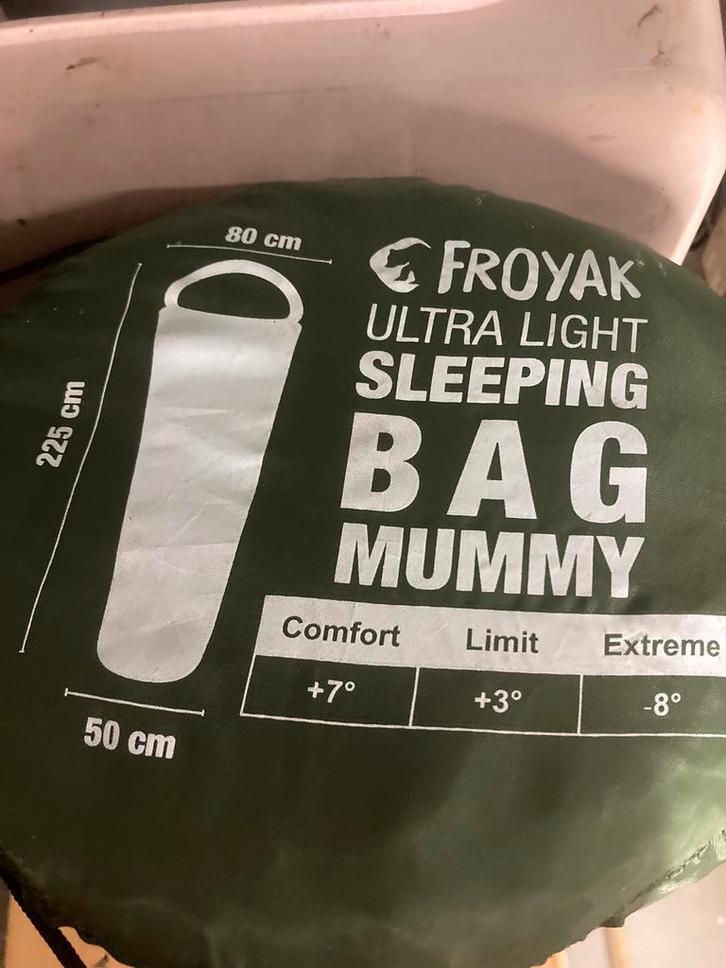 80 cm
225 cm
50 cm
FROYAK
ULTRA LIGHT
SLEEPING
BAG
MUMMY
Comfort Limit Extreme
+7° +3° -8°